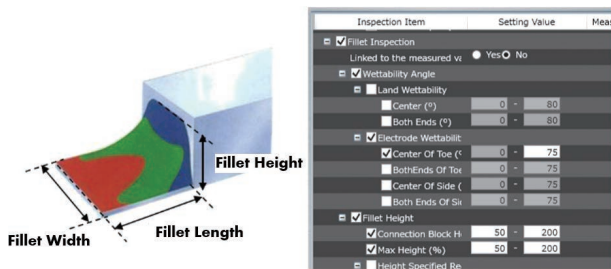 Fillet Height
Fillet Length
Fillet Width
Inspection Item Setting Value Meas
Fillet Inspection
Linked to the measured va Yes No
Wettability Angle
Land Wettability
Center (º) 0 - 80
Both Ends (º) 0 - 80
Electrode Wettabilit
Center Of Toe (º 0 - 75
BothEnds Of Toe 0 - 75
Center Of Side ( 0 - 75
Both Ends Of Sid 0 - 75
Fillet Height
Connection Block H 50 - 200
Max Height (%) 50 - 200
Height Specified Re